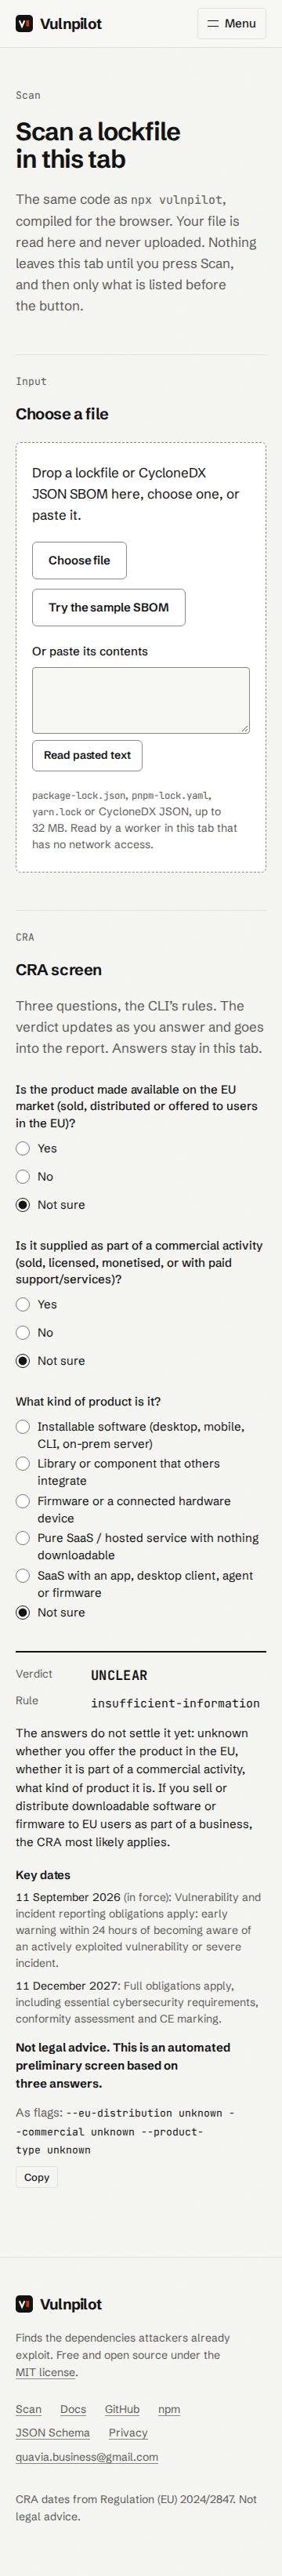 Vulnpilot
Menu
Scan
Scan a lockfile
in this tab
The same code as npx vulnpilot,
compiled for the browser. Your file is
read here and never uploaded. Nothing
leaves this tab until you press Scan,
and then only what is listed before
the button.
Input
Choose a file
Drop a lockfile or CycloneDX
JSON SBOM here, choose one, or
paste it.
Choose file
Try the sample SBOM
Or paste its contents
Read pasted text
package-lock.json, pnpm-lock.yaml,
yarn.lock or CycloneDX JSON, up to
32 MB. Read by a worker in this tab that
has no network access.
CRA
CRA screen
Three questions, the CLI's rules. The
verdict updates as you answer and goes
into the report. Answers stay in this tab.
Is the product made available on the EU
market (sold, distributed or offered to users
in the EU)?
Yes
No
Not sure
Is it supplied as part of a commercial activity
(sold, licensed, monetised, or with paid
support/services)?
Yes
No
Not sure
What kind of product is it?
Installable software (desktop, mobile,
CLI, on-prem server)
Library or component that others
integrate
Firmware or a connected hardware
device
Pure SaaS / hosted service with nothing
downloadable
SaaS with an app, desktop client, agent
or firmware
Not sure
Verdict UNCLEAR
Rule insufficient-information
The answers do not settle it yet: unknown
whether you offer the product in the EU,
whether it is part of a commercial activity,
what kind of product it is. If you sell or
distribute downloadable software or
firmware to EU users as part of a business,
the CRA most likely applies.
Key dates
11 September 2026 (in force): Vulnerability and
incident reporting obligations apply: early
warning within 24 hours of becoming aware of
an actively exploited vulnerability or severe
incident.
11 December 2027: Full obligations apply,
including essential cybersecurity requirements,
conformity assessment and CE marking.
Not legal advice. This is an automated
preliminary screen based on
three answers.
As flags: --eu-distribution unknown -
-commercial unknown --product-
type unknown
Copy
Vulnpilot
Finds the dependencies attackers already
exploit. Free and open source under the
MIT license.
Scan Docs GitHub npm
JSON Schema Privacy
quavia.business@gmail.com
CRA dates from Regulation (EU) 2024/2847. Not
legal advice.